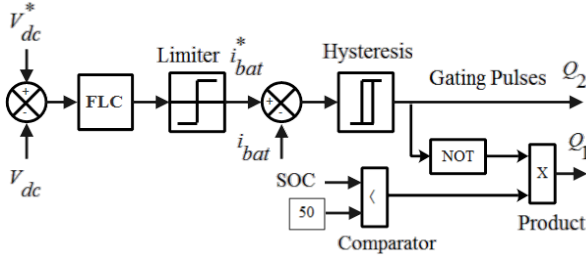 V*dc
Limiter
i*bat
Hysteresis
Gating Pulses
Q2
+
-
FLC
+
-
Vdc
ibat
NOT
Q1
SOC
50
<
X
Comparator
Product